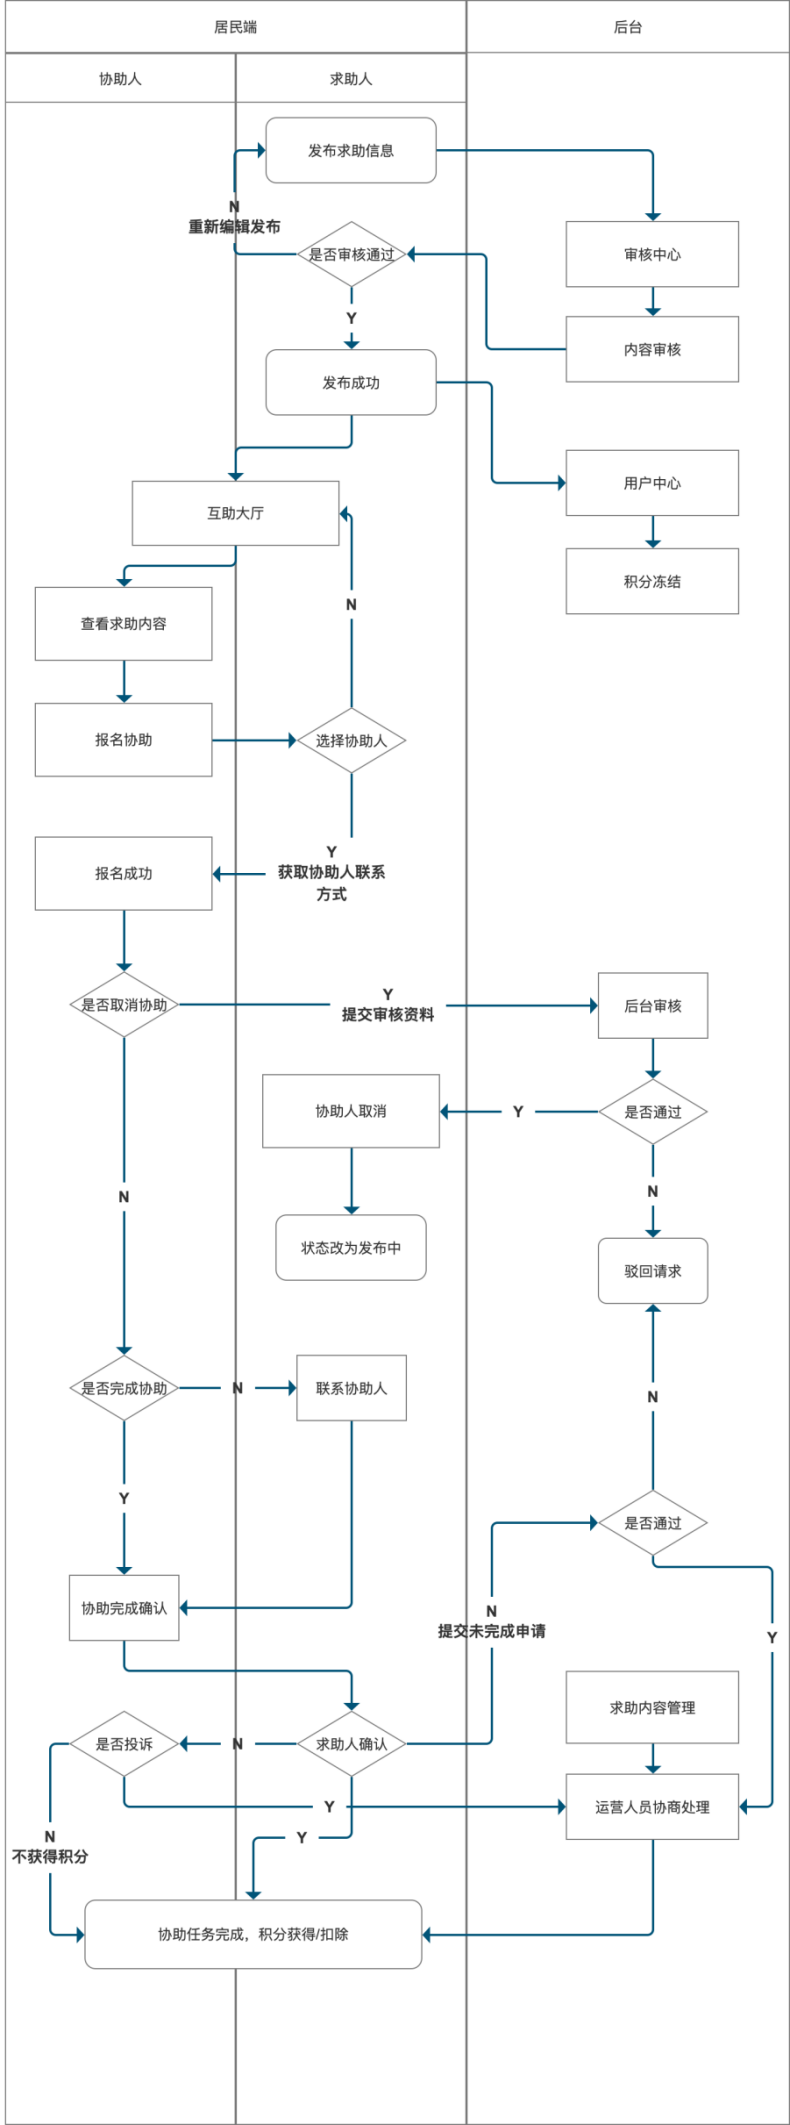 居民端
后台
协助人
求助人
发布求助信息
N
重新编辑发布
是否审核通过
审核中心
Y
内容审核
发布成功
用户中心
互助大厅
积分冻结
N
查看求助内容
报名协助
选择协助人
Y
获取协助人联系
方式
报名成功
Y
提交审核资料
是否取消协助
后台审核
协助人取消
Y
是否通过
N
N
状态改为发布中
驳回请求
是否完成协助
N
联系协助人
N
Y
是否通过
协助完成确认
N
提交未完成申请
Y
求助内容管理
是否投诉
N
求助人确认
Y
运营人员协商处理
N
不获得积分
Y
协助任务完成，积分获得/扣除